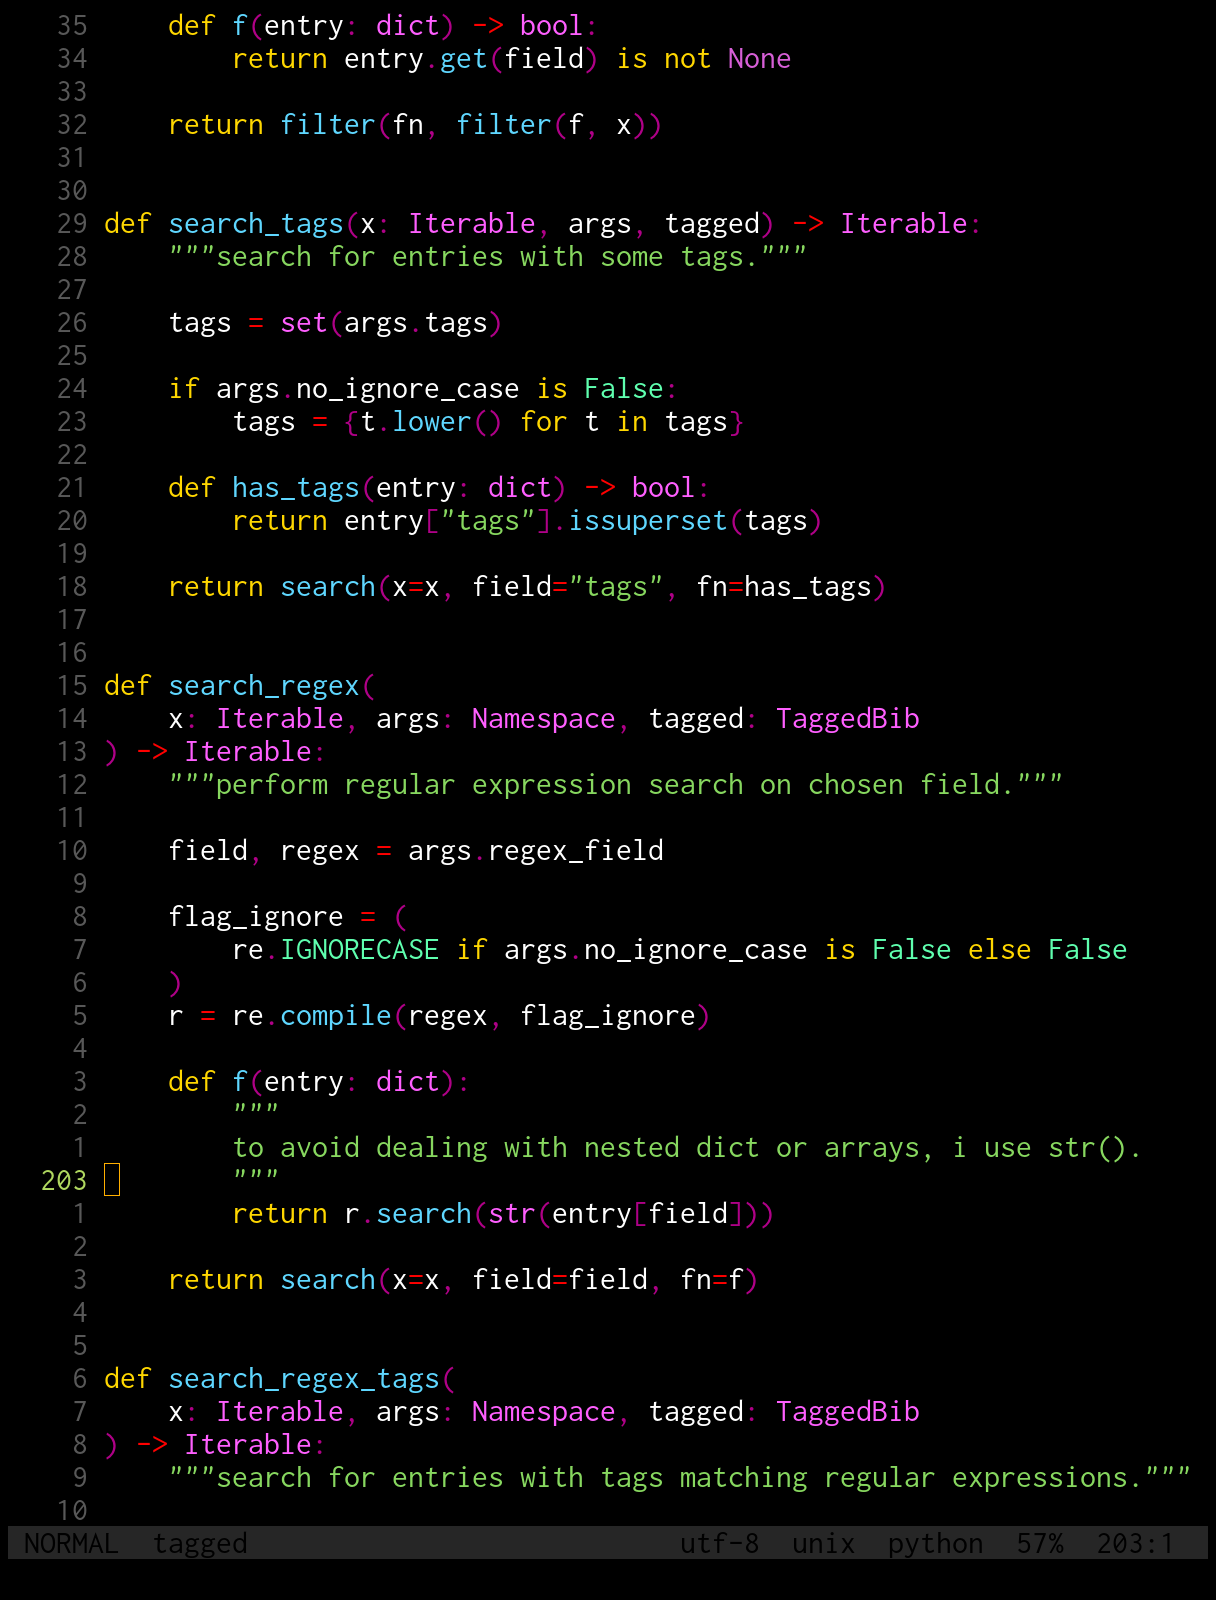 35     def f(entry: dict) -> bool:
34         return entry.get(field) is not None
33
32     return filter(fn, filter(f, x))
31
30
29 def search_tags(x: Iterable, args, tagged) -> Iterable:
28     """search for entries with some tags."""
27
26     tags = set(args.tags)
25
24     if args.no_ignore_case is False:
23         tags = {t.lower() for t in tags}
22
21     def has_tags(entry: dict) -> bool:
20         return entry["tags"].issuperset(tags)
19
18     return search(x=x, field="tags", fn=has_tags)
17
16
15 def search_regex(
14     x: Iterable, args: Namespace, tagged: TaggedBib
13 ) -> Iterable:
12     """perform regular expression search on chosen field."""
11
10     field, regex = args.regex_field
9
8     flag_ignore = (
7         re.IGNORECASE if args.no_ignore_case is False else False
6     )
5     r = re.compile(regex, flag_ignore)
4
3     def f(entry: dict):
2         """
1         to avoid dealing with nested dict or arrays, i use str().
203         """
1         return r.search(str(entry[field]))
2
3     return search(x=x, field=field, fn=f)
4
5
6 def search_regex_tags(
7     x: Iterable, args: Namespace, tagged: TaggedBib
8 ) -> Iterable:
9     """search for entries with tags matching regular expressions."""
10
NORMAL  tagged  utf-8  unix  python  57%  203:1